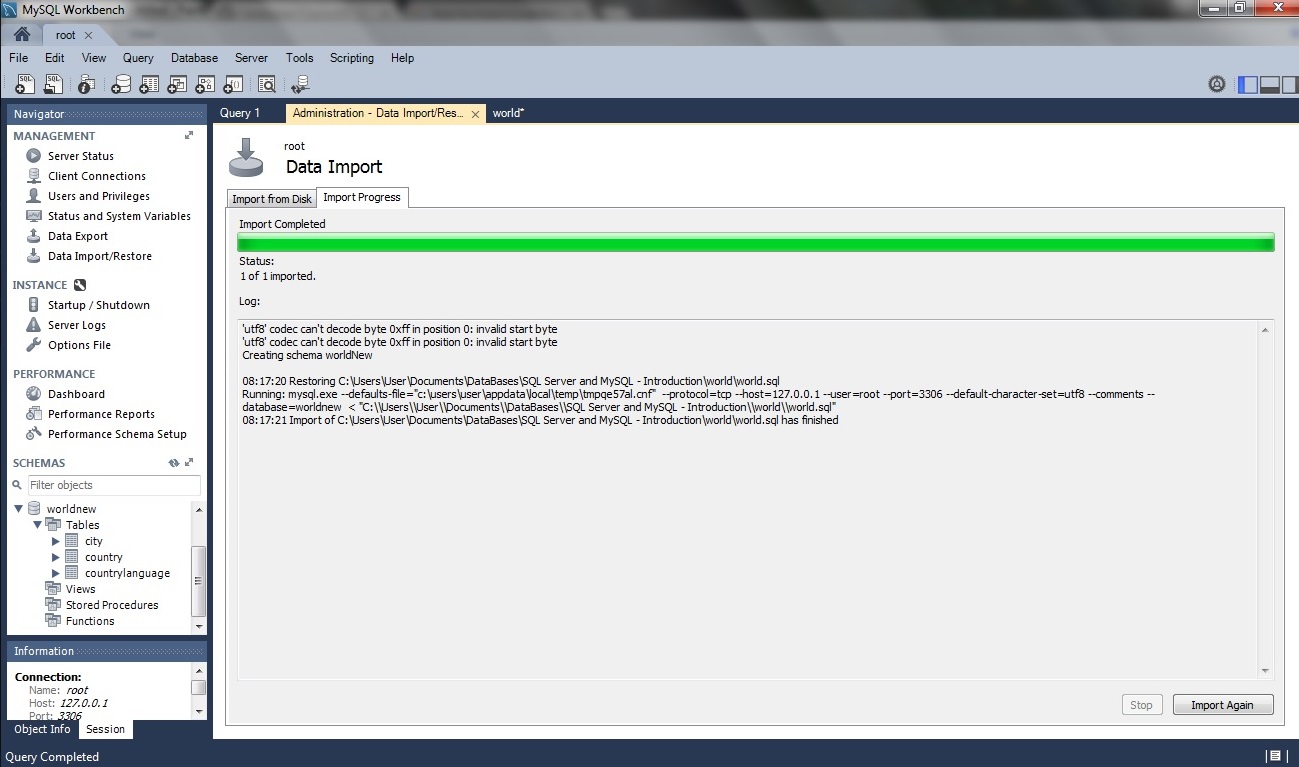 MySQL Workbench
root
File Edit View Query Database Server Tools Scripting Help
Navigator
MANAGEMENT
Server Status
Client Connections
Users and Privileges
Status and System Variables
Data Export
Data Import/Restore
INSTANCE
Startup / Shutdown
Server Logs
Options File
PERFORMANCE
Dashboard
Performance Reports
Performance Schema Setup
SCHEMAS
Filter objects
worldnew
Tables
city
country
countrylanguage
Views
Stored Procedures
Functions
Information
Connection:
Name: root
Host: 127.0.0.1
Port: 3306
Object Info Session
Query 1 Administration - Data Import/Res... world*
root
Data Import
Import from Disk Import Progress
Import Completed
Status:
1 of 1 imported.
Log:
'utf8' codec can't decode byte 0xff in position 0: invalid start byte
'utf8' codec can't decode byte 0xff in position 0: invalid start byte
Creating schema worldNew
08:17:20 Restoring C:\Users\User\Documents\DataBases\SQL Server and MySQL - Introduction\world\world.sql
Running: mysql.exe --defaults-file="c:\users\user\appdata\local\temp\tmpqe57al.cnf" --protocol=tcp --host=127.0.0.1 --user=root --port=3306 --default-character-set=utf8 --comments --
database=worldnew < "C:\\Users\\User\\Documents\\DataBases\\SQL Server and MySQL - Introduction\\world\\world.sql"
08:17:21 Import of C:\Users\User\Documents\DataBases\SQL Server and MySQL - Introduction\world\world.sql has finished
Stop Import Again
Query Completed